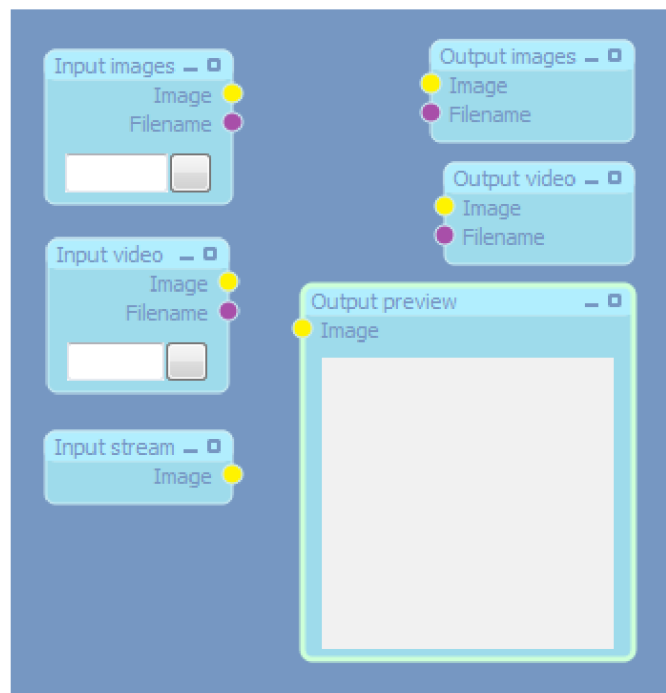 Input images
Image
Filename
Input video
Image
Filename
Input stream
Image
Output images
Image
Filename
Output video
Image
Filename
Output preview
Image